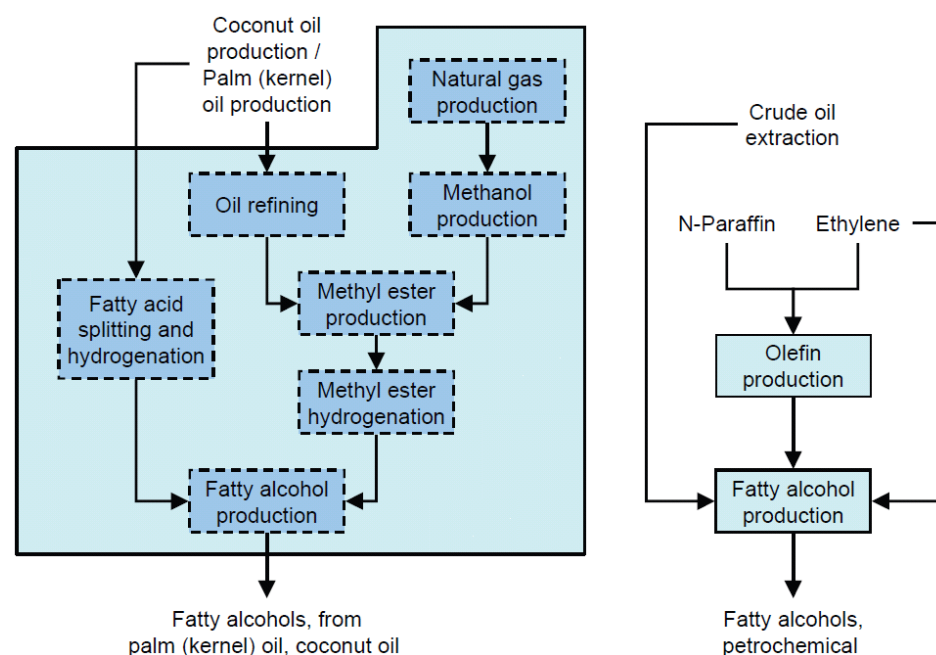 Coconut oil
production /
Palm (kernel)
oil production
Natural gas
production
Oil refining
Methanol
production
Fatty acid
splitting and
hydrogenation
Methyl ester
production
Methyl ester
hydrogenation
Fatty alcohol
production
Fatty alcohols, from
palm (kernel) oil, coconut oil
Crude oil
extraction
N-Paraffin
Ethylene
Olefin
production
Fatty alcohol
production
Fatty alcohols,
petrochemical